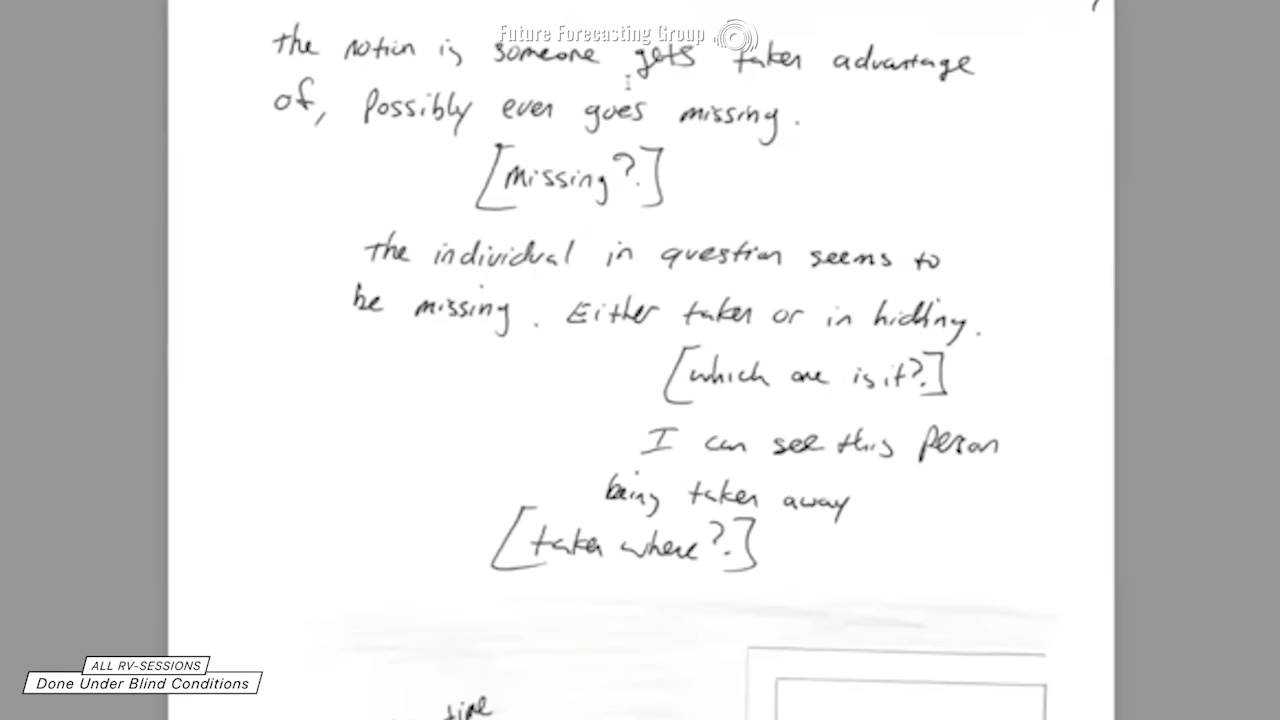 Future Forecasting Group
the notion is someone gets taken advantage
of, possibly even goes missing.
[missing?.]
the individual in question seems to
be missing. Either taken or in hiding.
[which one is it?.]
I can see this person
being taken away
[taken where?.]
time
ALL RV-SESSIONS
Done Under Blind Conditions